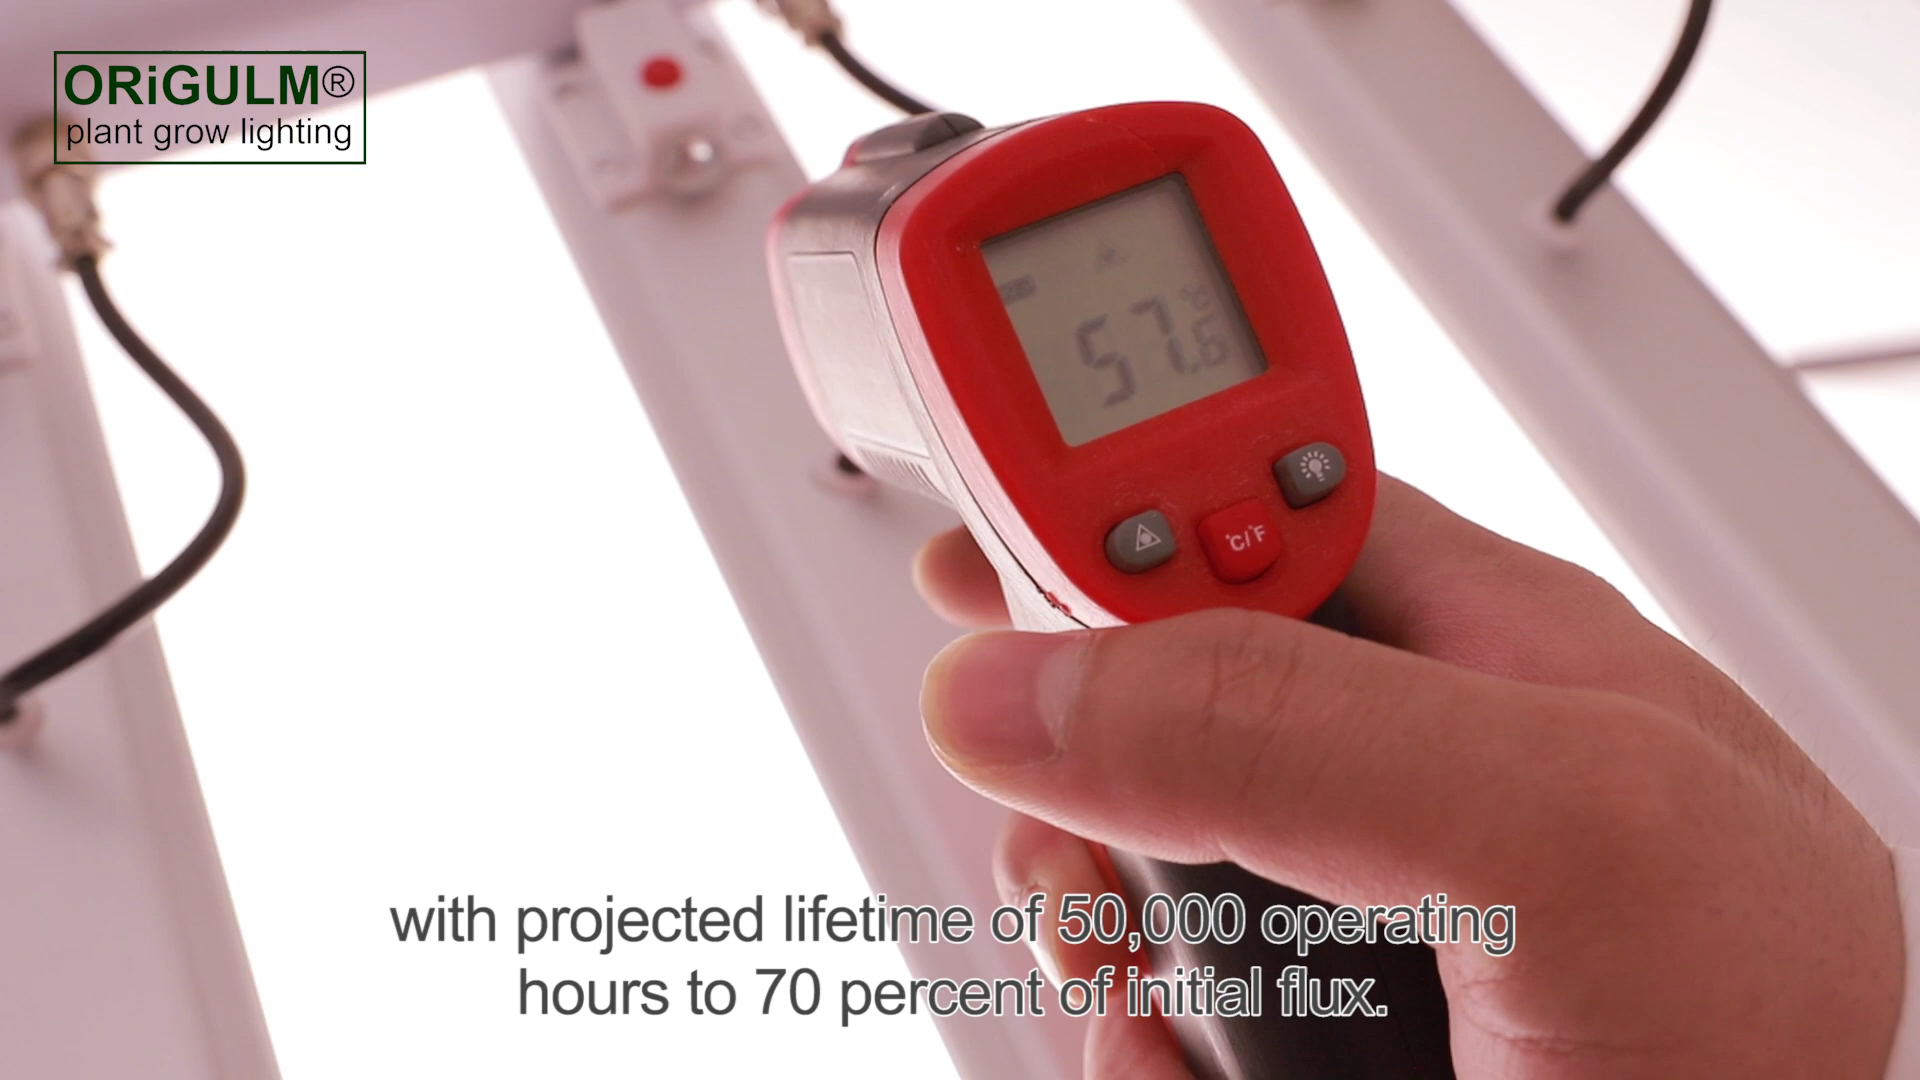 ORiGULM®
plant grow lighting
°C
57.6
°C/°F
with projected lifetime of 50,000 operating
hours to 70 percent of initial flux.